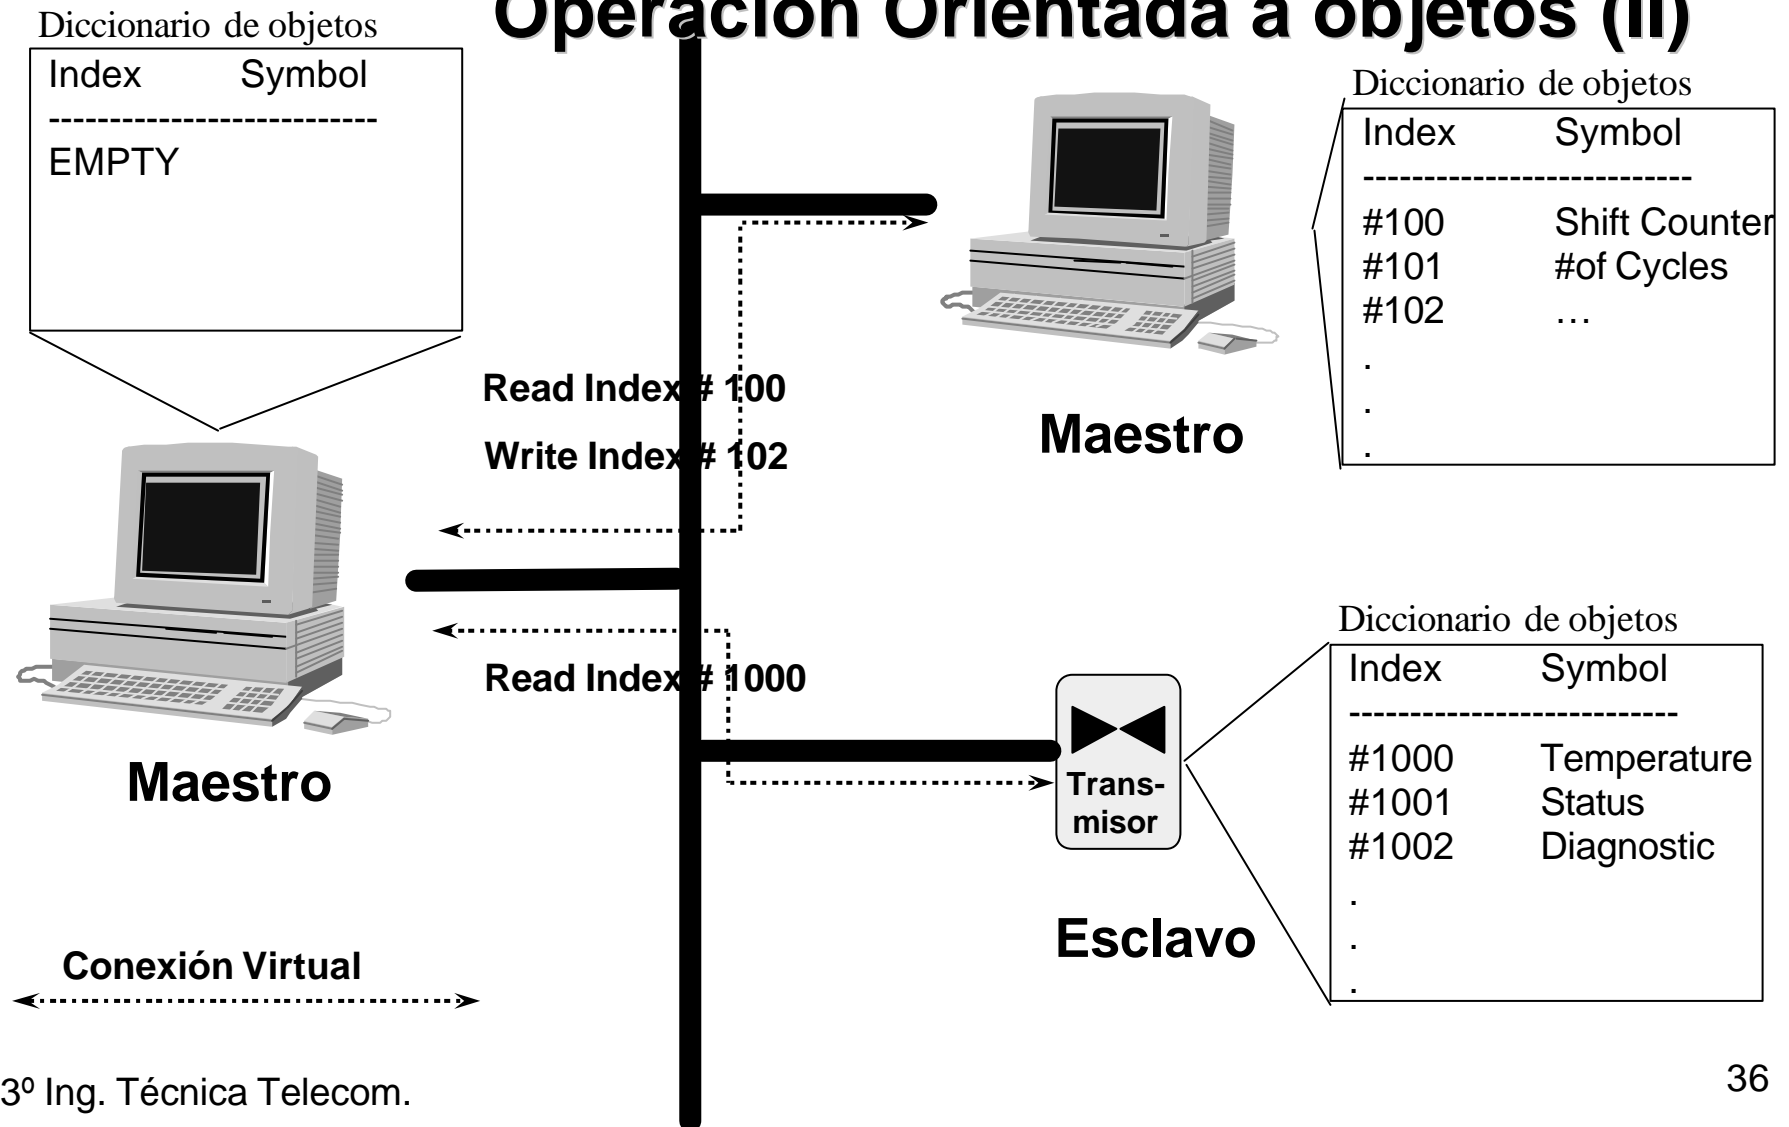 Operación Orientada a objetos (II)
Diccionario de objetos
Index Symbol
---------------------------
EMPTY
Diccionario de objetos
Index Symbol
---------------------------
#100 Shift Counter
#101 #of Cycles
#102 …
.
.
.
Read Index # 100
Write Index # 102
Maestro
Maestro
Read Index # 1000
Diccionario de objetos
Index Symbol
---------------------------
#1000 Temperature
#1001 Status
#1002 Diagnostic
.
.
.
Trans-
misor
Esclavo
Conexión Virtual
3º Ing. Técnica Telecom.
36